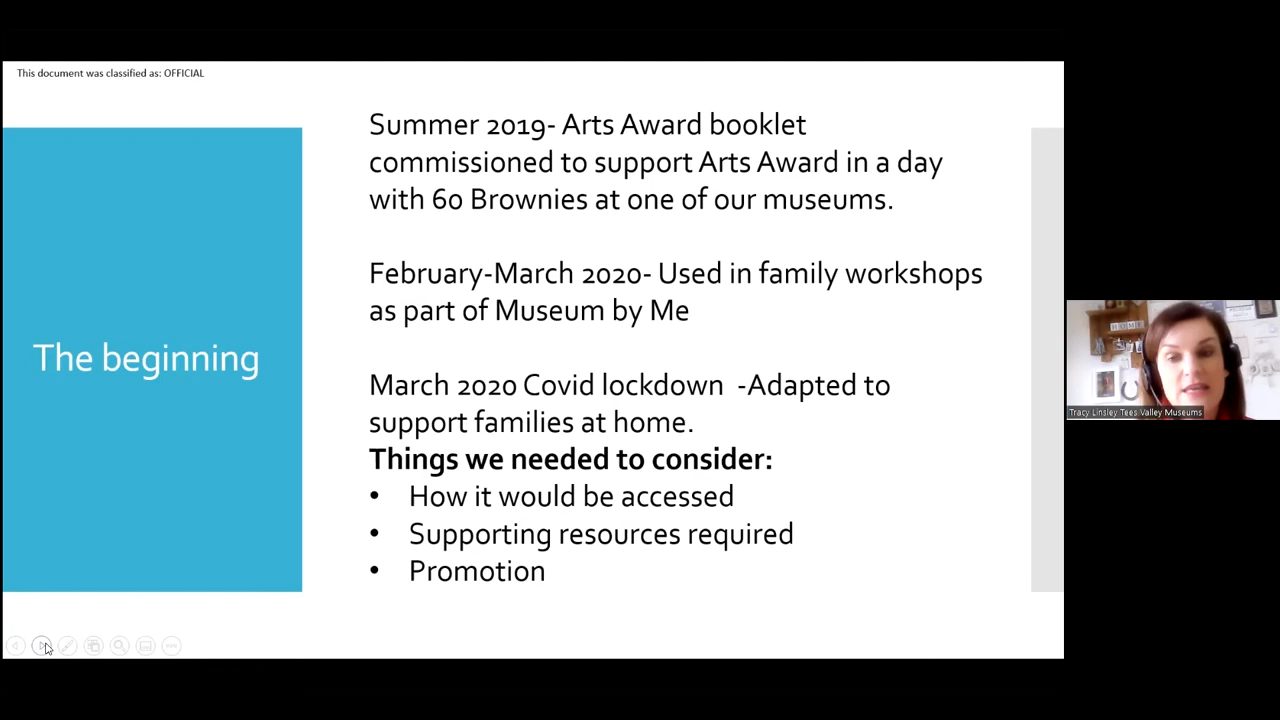 This document was classified as: OFFICIAL
The beginning
Summer 2019- Arts Award booklet
commissioned to support Arts Award in a day
with 60 Brownies at one of our museums.
February-March 2020- Used in family workshops
as part of Museum by Me
March 2020 Covid lockdown  -Adapted to
support families at home.
Things we needed to consider:
• How it would be accessed
• Supporting resources required
• Promotion
HOME
Tracy Linsley Tees Valley Museums